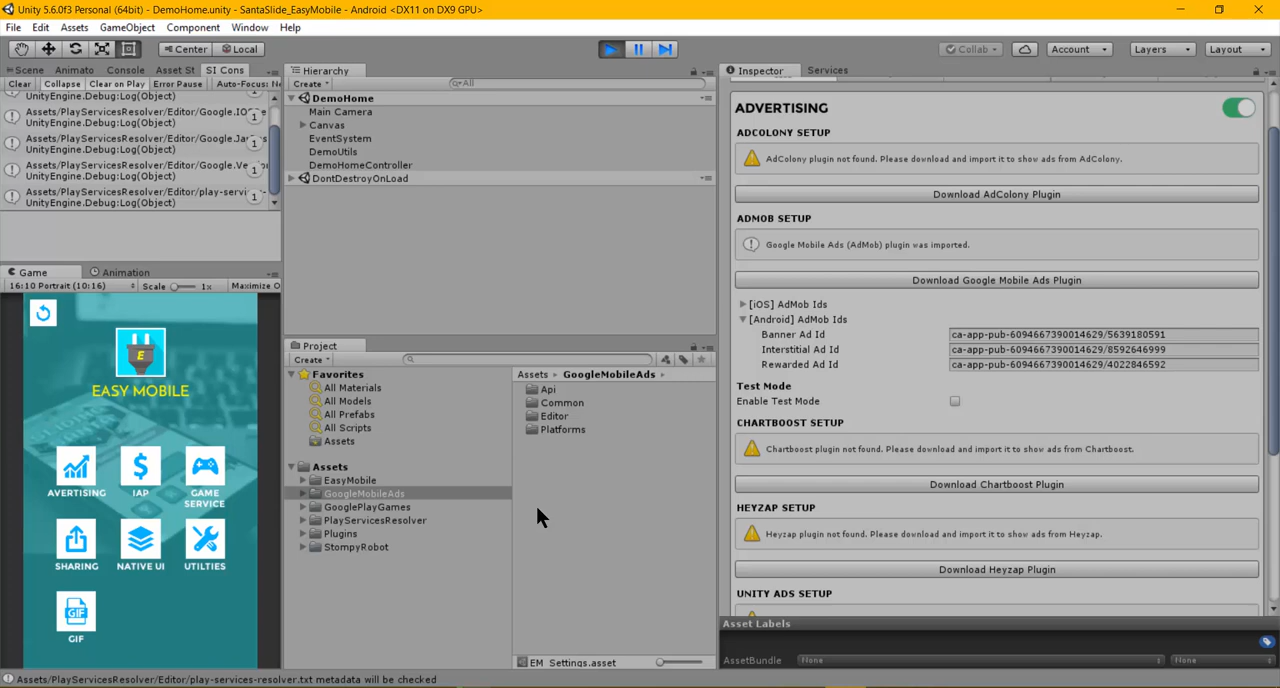 Unity 5.6.0f3 Personal (64bit) - DemoHome.unity - SantaSlide_EasyMobile - Android <DX11 on DX9 GPU>
File Edit Assets GameObject Component Window Help
Center Local Collab Account Layers Layout
Scene Animato Console Asset St SI Cons
Clear Collapse Clear on Play Error Pause Auto-Focus:
UnityEngine.Debug:Log(Object)
Assets/PlayServicesResolver/Editor/Google.IOS 1
UnityEngine.Debug:Log(Object)
Assets/PlayServicesResolver/Editor/Google.Jar 1
UnityEngine.Debug:Log(Object)
Assets/PlayServicesResolver/Editor/Google.Ve 1
UnityEngine.Debug:Log(Object)
Assets/PlayServicesResolver/Editor/play-servic 1
UnityEngine.Debug:Log(Object)
Game Animation
16:10 Portrait (10:16) Scale 1x Maximize O
E
EASY MOBILE
AVERTISING IAP GAME SERVICE
SHARING NATIVE UI UTILTIES
GIF
GIF
Hierarchy
Create All
DemoHome
Main Camera
Canvas
EventSystem
DemoUtils
DemoHomeController
DontDestroyOnLoad
Project
Create
Favorites
All Materials
All Models
All Prefabs
All Scripts
Assets
Assets
EasyMobile
GoogleMobileAds
GooglePlayGames
PlayServicesResolver
Plugins
StompyRobot
Assets GoogleMobileAds
Api
Common
Editor
Platforms
EM_Settings.asset
Inspector Services
ADVERTISING
ADCOLONY SETUP
AdColony plugin not found. Please download and import it to show ads from AdColony.
Download AdColony Plugin
ADMOB SETUP
Google Mobile Ads (AdMob) plugin was imported.
Download Google Mobile Ads Plugin
[iOS] AdMob Ids
[Android] AdMob Ids
Banner Ad Id ca-app-pub-6094667390014629/5639180591
Interstitial Ad Id ca-app-pub-6094667390014629/8592646999
Rewarded Ad Id ca-app-pub-6094667390014629/4022846592
Test Mode
Enable Test Mode
CHARTBOOST SETUP
Chartboost plugin not found. Please download and import it to show ads from Chartboost.
Download Chartboost Plugin
HEYZAP SETUP
Heyzap plugin not found. Please download and import it to show ads from Heyzap.
Download Heyzap Plugin
UNITY ADS SETUP
Asset Labels
AssetBundle None None
Assets/PlayServicesResolver/Editor/play-services-resolver.txt metadata will be checked